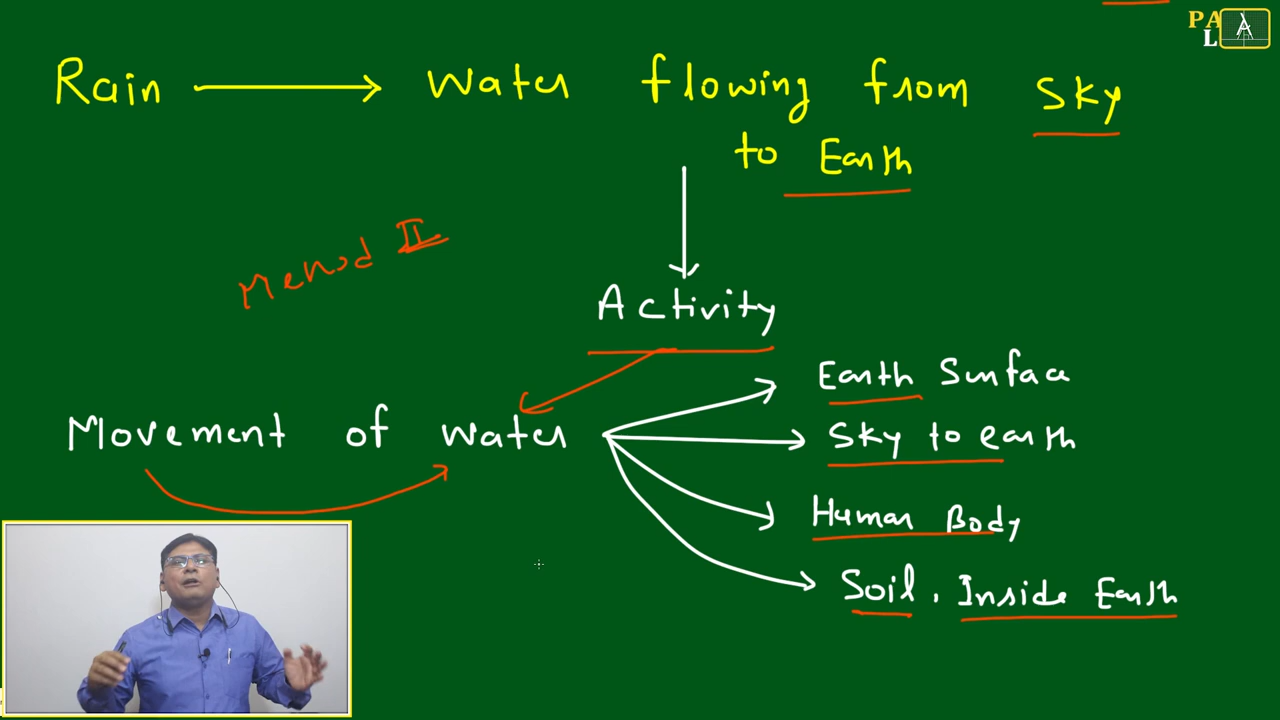 PA
L
Rain → Water flowing from Sky
to Earth
Method II
Activity
Earth Surface
Movement of water
Sky to earth
Human Body
Soil, Inside Earth